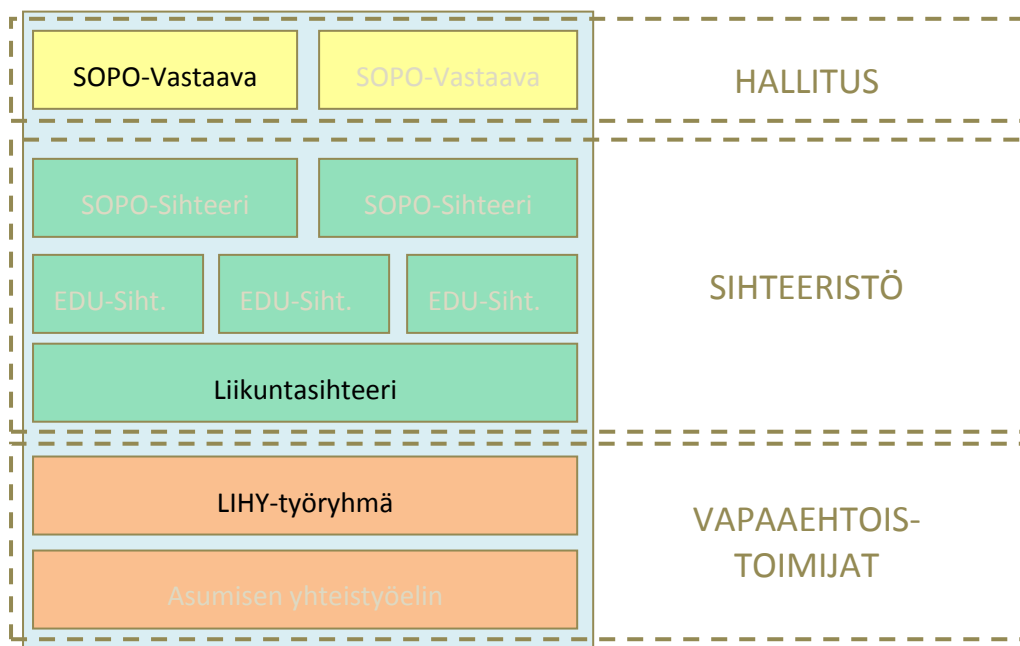 SOPO-Vastaava SOPO-Vastaava
HALLITUS
SOPO-Sihteeri SOPO-Sihteeri
EDU-Siht. EDU-Siht. EDU-Siht.
SIHTEERISTÖ
Liikuntasihteeri
LIHY-työryhmä
Asumisen yhteistyöelin
VAPAAEHTOIS-
TOIMIJAT